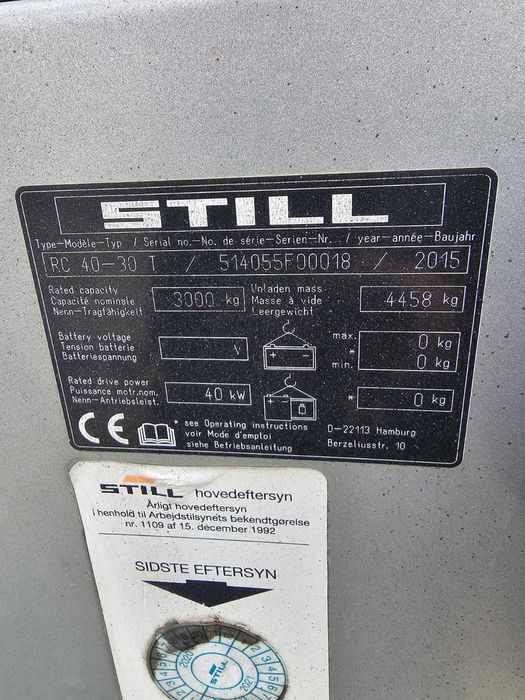 STILL
Type-Modèle-Typ / Serial no.-No. de série-Serien-Nr. / year-année-Baujahr
RC 40-30 T / 514055F00018 / 2015
Rated capacity
Capacité nominale
Nenn-Tragfähigkeit
3000 kg
Unladen mass
Masse à vide
Leergewicht
4458 kg
Battery voltage
Tension batterie
Batteriespannung
V
max. 0 kg
*
min. 0 kg
Rated drive power
Puissance motr.nom.
Nenn-Antriebsleist.
40 kW
* 0 kg
CE
* see Operating instructions
voir Mode d'emploi
siehe Betriebsanleitung
D-22113 Hamburg
Berzeliusstr. 10
STILL hovedeftersyn
Årligt hovedeftersyn
i henhold til Arbejdstilsynets bekendtgørelse
nr. 1109 af 15. december 1992
SIDSTE EFTERSYN
2020
STILL
2021